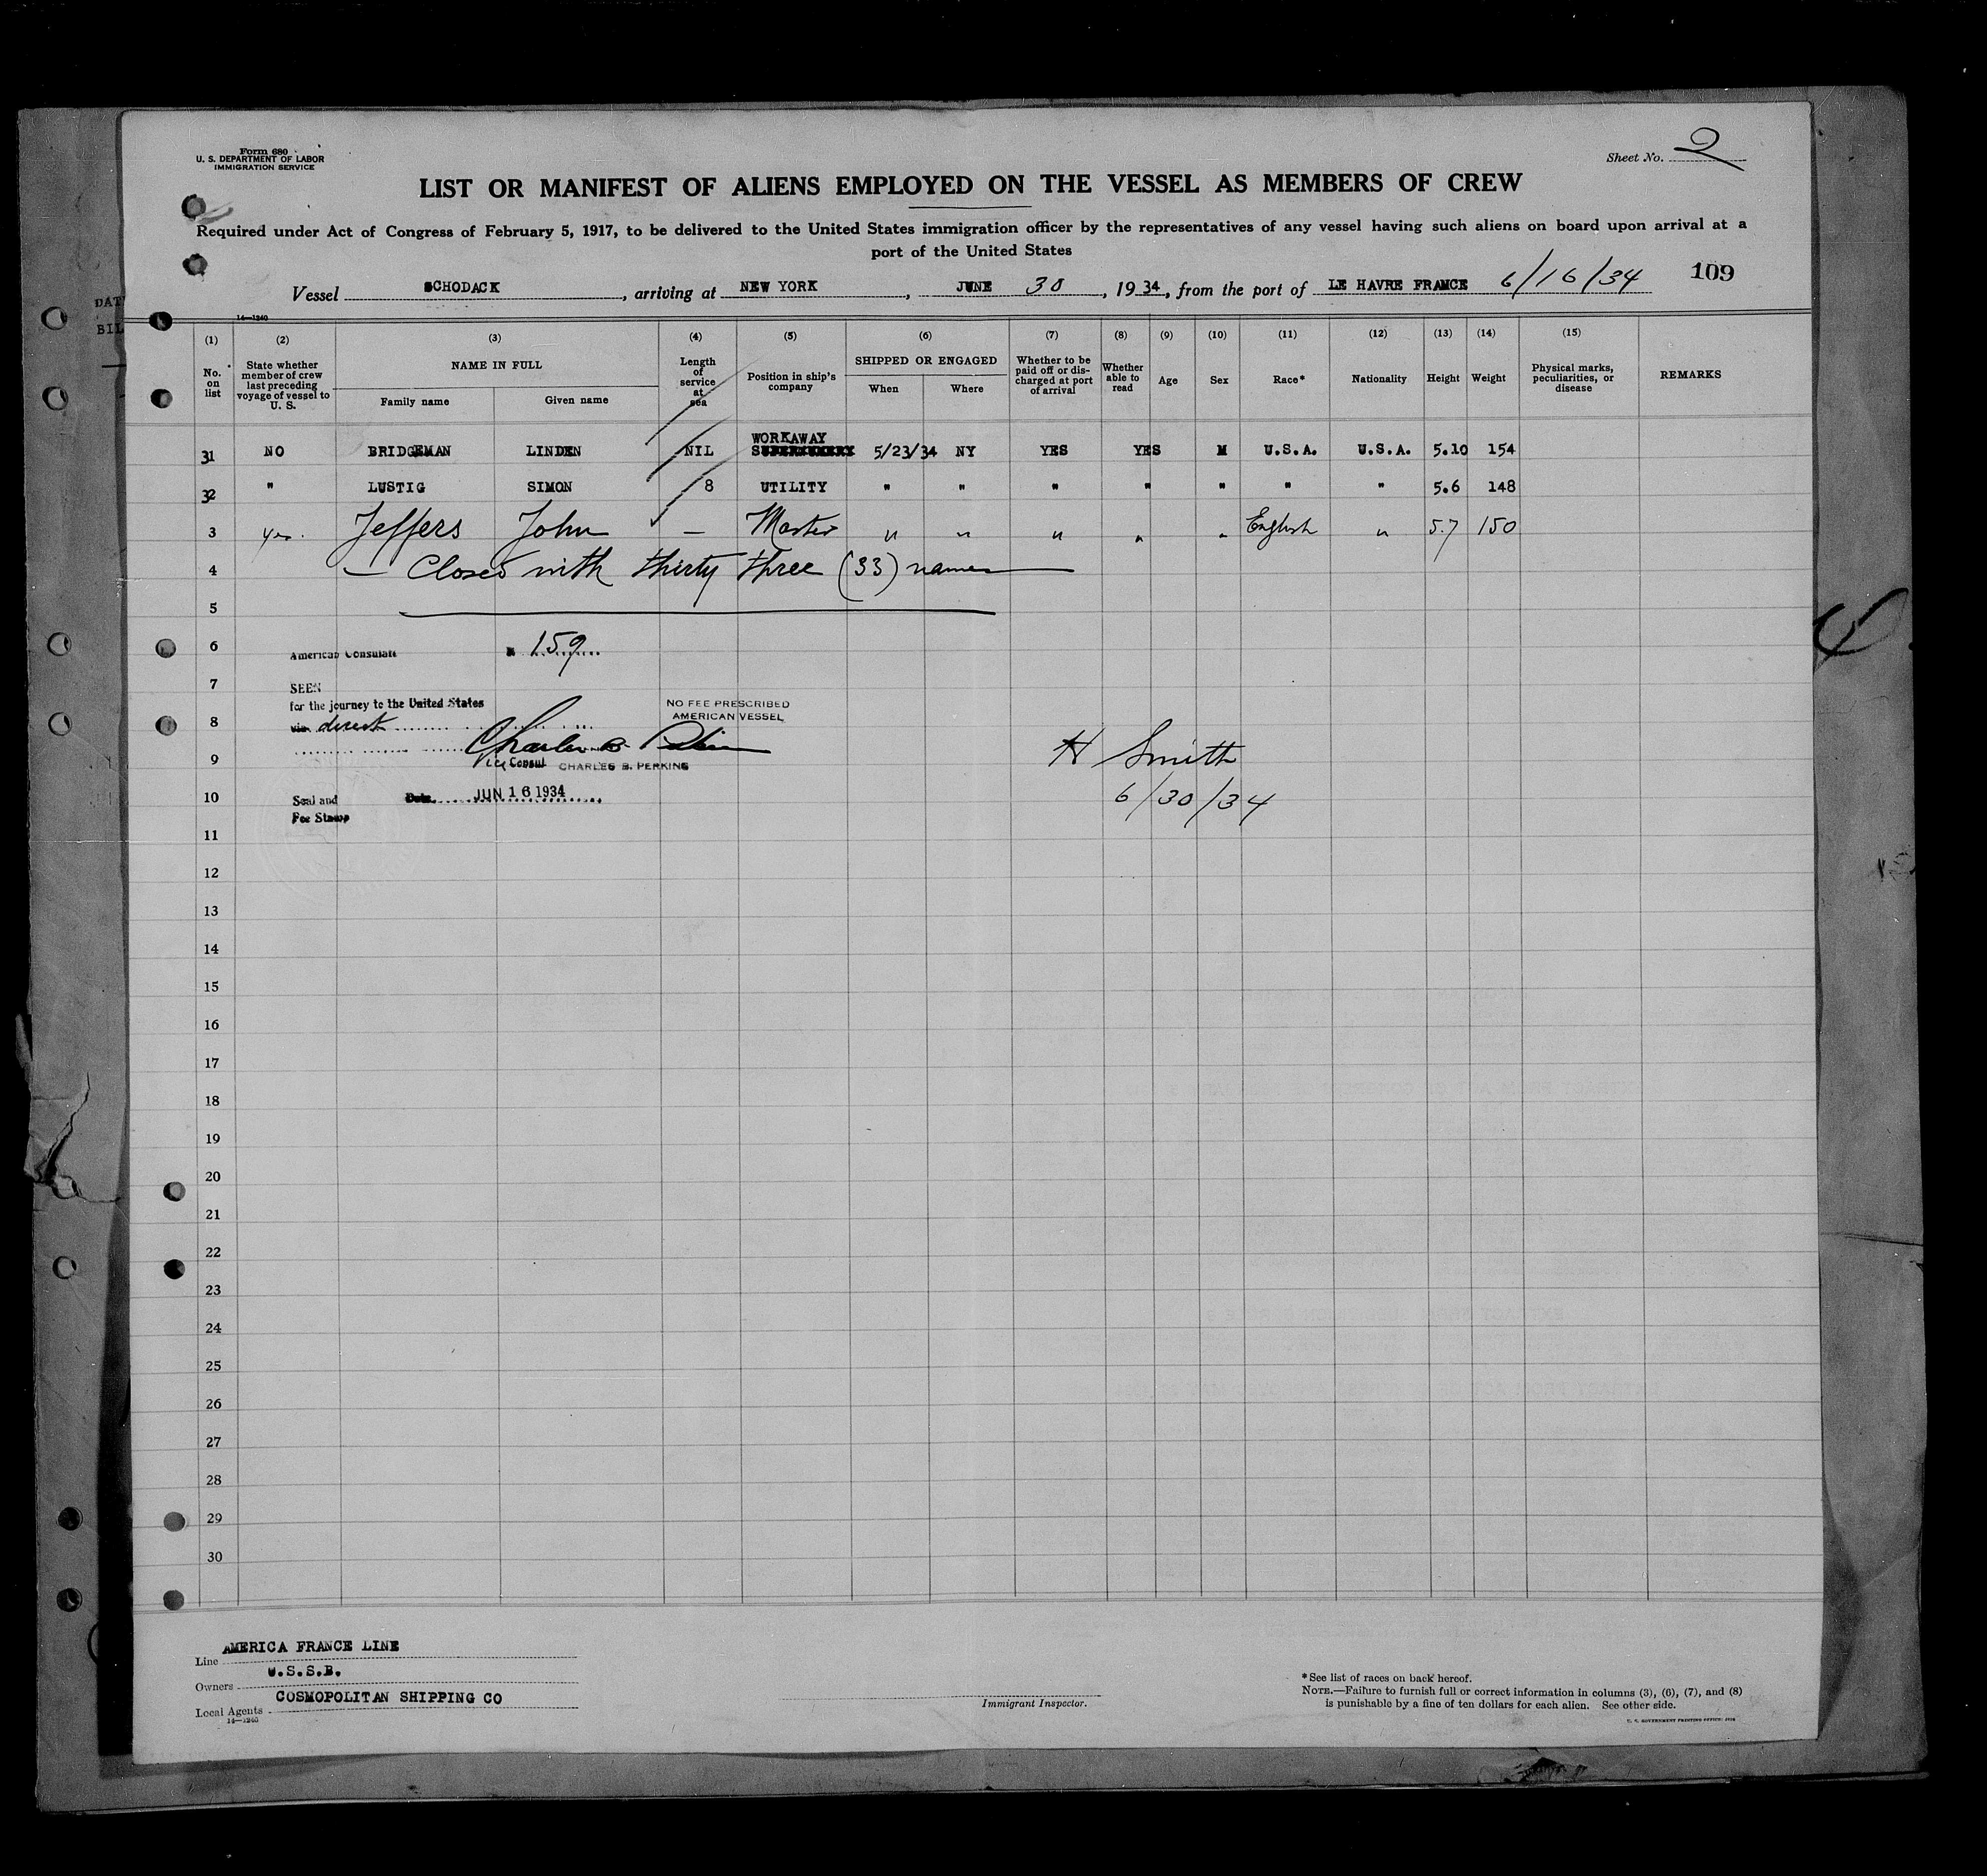 Form 680
U. S. DEPARTMENT OF LABOR
IMMIGRATION SERVICE
Sheet No. 2
LIST OR MANIFEST OF ALIENS EMPLOYED ON THE VESSEL AS MEMBERS OF CREW
Required under Act of Congress of February 5, 1917, to be delivered to the United States immigration officer by the representatives of any vessel having such aliens on board upon arrival at a
port of the United States
109
Vessel SCHODACK, arriving at NEW YORK, JUNE 30, 1934, from the port of LE HAVRE FRANCE 6/16/34
14—1240
(1) (2) (3) (4) (5) (6) (7) (8) (9) (10) (11) (12) (13) (14) (15)
No. on list
State whether member of crew last preceding voyage of vessel to U. S.
NAME IN FULL
Family name
Given name
Length of service at sea
Position in ship's company
SHIPPED OR ENGAGED
When
Where
Whether to be paid off or discharged at port of arrival
Whether able to read
Age
Sex
Race*
Nationality
Height
Weight
Physical marks, peculiarities, or disease
REMARKS
WORKAWAY
31 NO BRIDGEMAN LINDEN NIL 5/23/34 NY YES YES M U.S.A. U.S.A. 5.10 154
32 " LUSTIG SIMON 8 UTILITY " " " " " " " 5.6 148
3 yes. Jeffers John — Master " " " " " English " 5.7 150
4 — Closed with thirty three (33) names
5
6 American Consulate 159
7 SEEN
for the journey to the United States
NO FEE PRESCRIBED
AMERICAN VESSEL
8 via direct
Charles B. Perkins
H Smith
9 Vice Consul CHARLES B. PERKINS
10 Seal and Date JUN 16 1934
6/30/34
Fee Stamp
11
12
13
14
15
16
17
18
19
20
21
22
23
24
25
26
27
28
29
30
Line AMERICA FRANCE LINE
Owners U.S.S.B.
Local Agents COSMOPOLITAN SHIPPING CO
14—1240
Immigrant Inspector.
*See list of races on back hereof.
NOTE.—Failure to furnish full or correct information in columns (3), (6), (7), and (8)
is punishable by a fine of ten dollars for each alien. See other side.